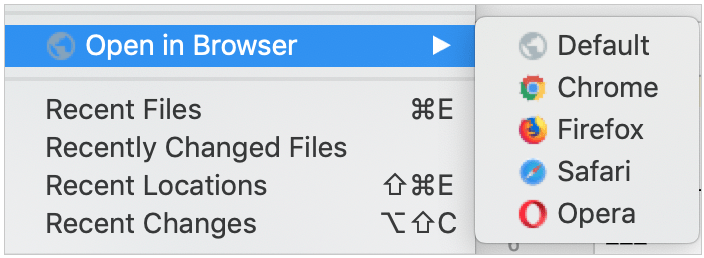 Open in Browser ▶
Recent Files ⌘E
Recently Changed Files
Recent Locations ⇧⌘E
Recent Changes ⌥⇧C
Default
Chrome
Firefox
Safari
Opera